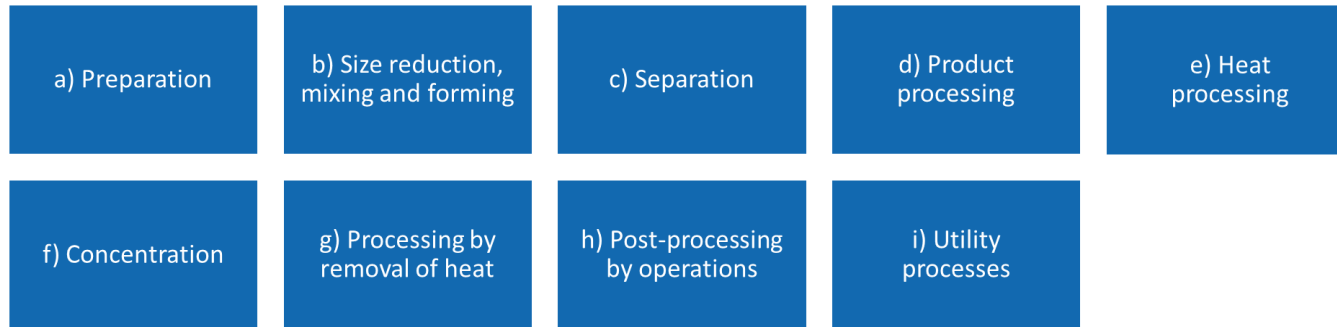 a) Preparation
b) Size reduction,
mixing and forming
c) Separation
d) Product
processing
e) Heat
processing
f) Concentration
g) Processing by
removal of heat
h) Post-processing
by operations
i) Utility
processes